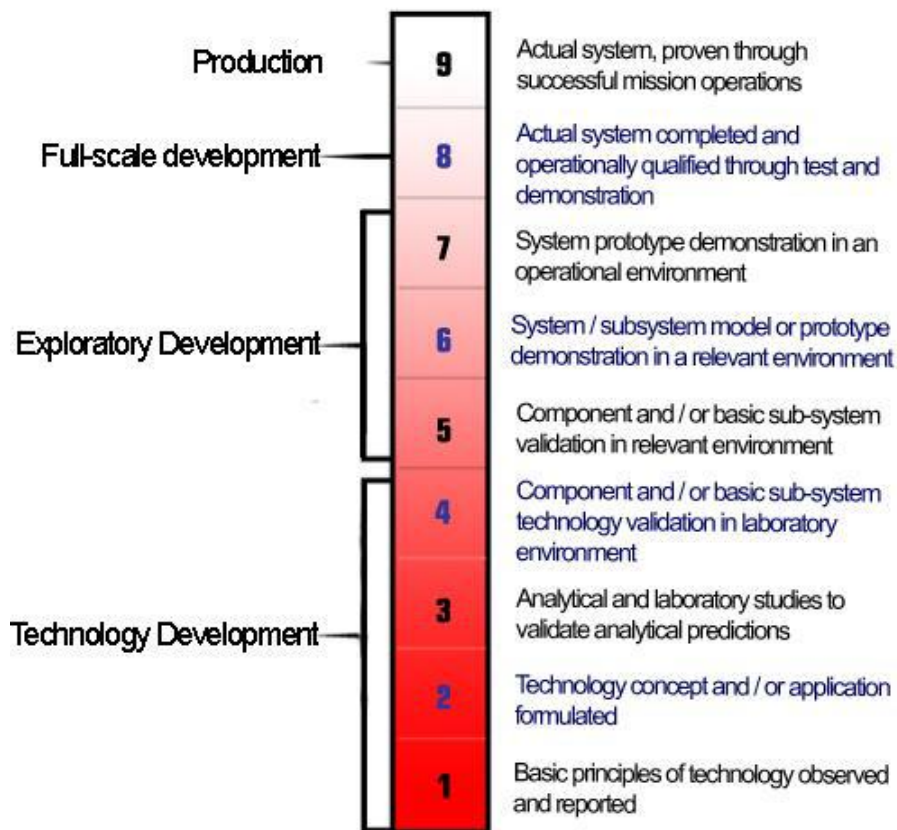 Production
9
Actual system, proven through
successful mission operations
Full-scale development
8
Actual system completed and
operationally qualified through test and
demonstration
7
System prototype demonstration in an
operational environment
Exploratory Development
6
System / subsystem model or prototype
demonstration in a relevant environment
5
Component and / or basic sub-system
validation in relevant environment
4
Component and / or basic sub-system
technology validation in laboratory
environment
3
Analytical and laboratory studies to
validate analytical predictions
Technology Development
2
Technology concept and / or application
formulated
1
Basic principles of technology observed
and reported